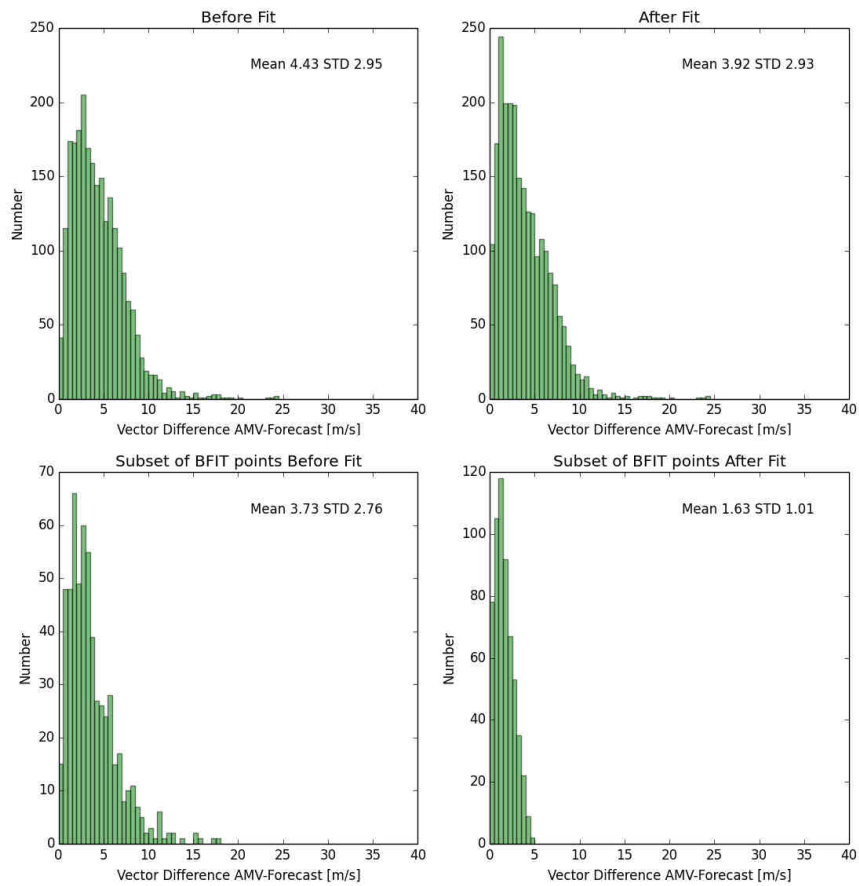 Before Fit
Mean 4.43 STD 2.95
250
200
150
100
50
0
Number
0 5 10 15 20 25 30 35 40
Vector Difference AMV-Forecast [m/s]
After Fit
Mean 3.92 STD 2.93
250
200
150
100
50
0
Number
0 5 10 15 20 25 30 35 40
Vector Difference AMV-Forecast [m/s]
Subset of BFIT points Before Fit
Mean 3.73 STD 2.76
70
60
50
40
30
20
10
0
Number
0 5 10 15 20 25 30 35 40
Vector Difference AMV-Forecast [m/s]
Subset of BFIT points After Fit
Mean 1.63 STD 1.01
120
100
80
60
40
20
0
Number
0 5 10 15 20 25 30 35 40
Vector Difference AMV-Forecast [m/s]